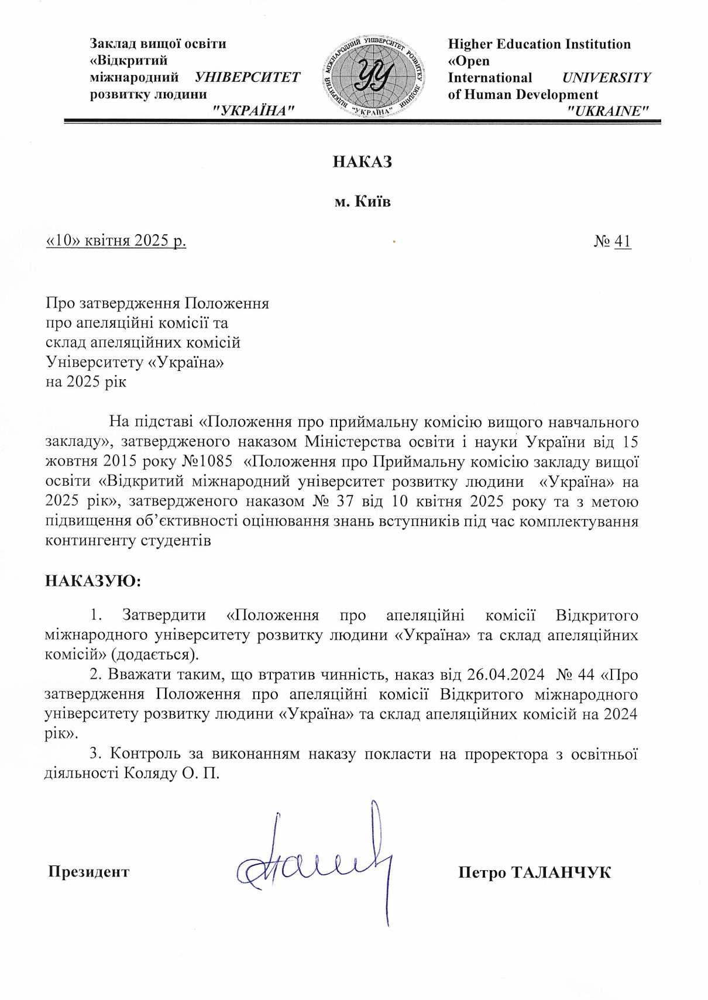 Заклад вищої освіти
«Відкритий
міжнародний УНІВЕРСИТЕТ
розвитку людини
"УКРАЇНА"
ВІДКРИТИЙ МІЖНАРОДНИЙ УНІВЕРСИТЕТ РОЗВИТКУ ЛЮДИНИ
УУ
"УКРАЇНА"
Higher Education Institution
«Open
International UNIVERSITY
of Human Development
"UKRAINE"
НАКАЗ
м. Київ
«10» квітня 2025 р. № 41
Про затвердження Положення
про апеляційні комісії та
склад апеляційних комісій
Університету «Україна»
на 2025 рік
На підставі «Положення про приймальну комісію вищого навчального
закладу», затвердженого наказом Міністерства освіти і науки України від 15
жовтня 2015 року №1085 «Положення про Приймальну комісію закладу вищої
освіти «Відкритий міжнародний університет розвитку людини «Україна» на
2025 рік», затвердженого наказом № 37 від 10 квітня 2025 року та з метою
підвищення об’єктивності оцінювання знань вступників під час комплектування
контингенту студентів
НАКАЗУЮ:
1. Затвердити «Положення про апеляційні комісії Відкритого
міжнародного університету розвитку людини «Україна» та склад апеляційних
комісій» (додається).
2. Вважати таким, що втратив чинність, наказ від 26.04.2024 № 44 «Про
затвердження Положення про апеляційні комісії Відкритого міжнародного
університету розвитку людини «Україна» та склад апеляційних комісій на 2024
рік».
3. Контроль за виконанням наказу покласти на проректора з освітньої
діяльності Коляду О. П.
Президент Петро ТАЛАНЧУК